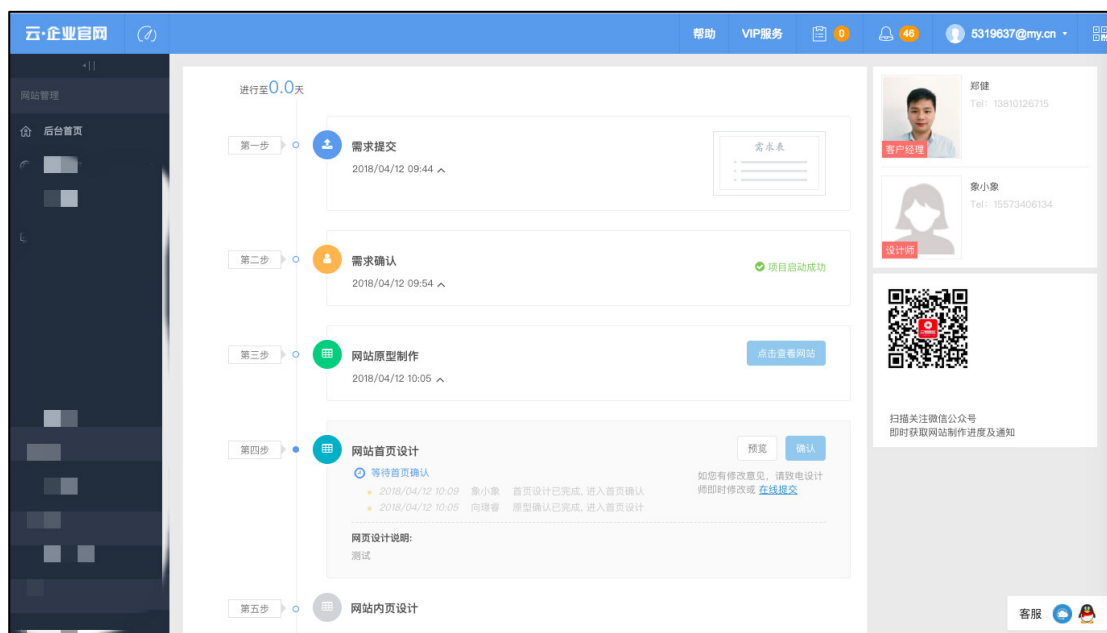 云·企业官网
帮助
VIP服务
0
46
5319637@my.cn
网站管理
后台首页
进行至0.0天
第一步
需求提交
2018/04/12 09:44
需求表
第二步
需求确认
2018/04/12 09:54
项目启动成功
第三步
网站原型制作
2018/04/12 10:05
点击查看网站
第四步
网站首页设计
预览
确认
等待首页确认
2018/04/12 10:09 象小象 首页设计已完成, 进入首页确认
2018/04/12 10:05 向璟睿 原型确认已完成, 进入首页设计
如您有修改意见，请致电设计
师即时修改或 在线提交
网页设计说明:
测试
第五步
网站内页设计
郑健
Tel: 13810126715
客户经理
象小象
Tel: 15573406134
设计师
扫描关注微信公众号
即时获取网站制作进度及通知
客服